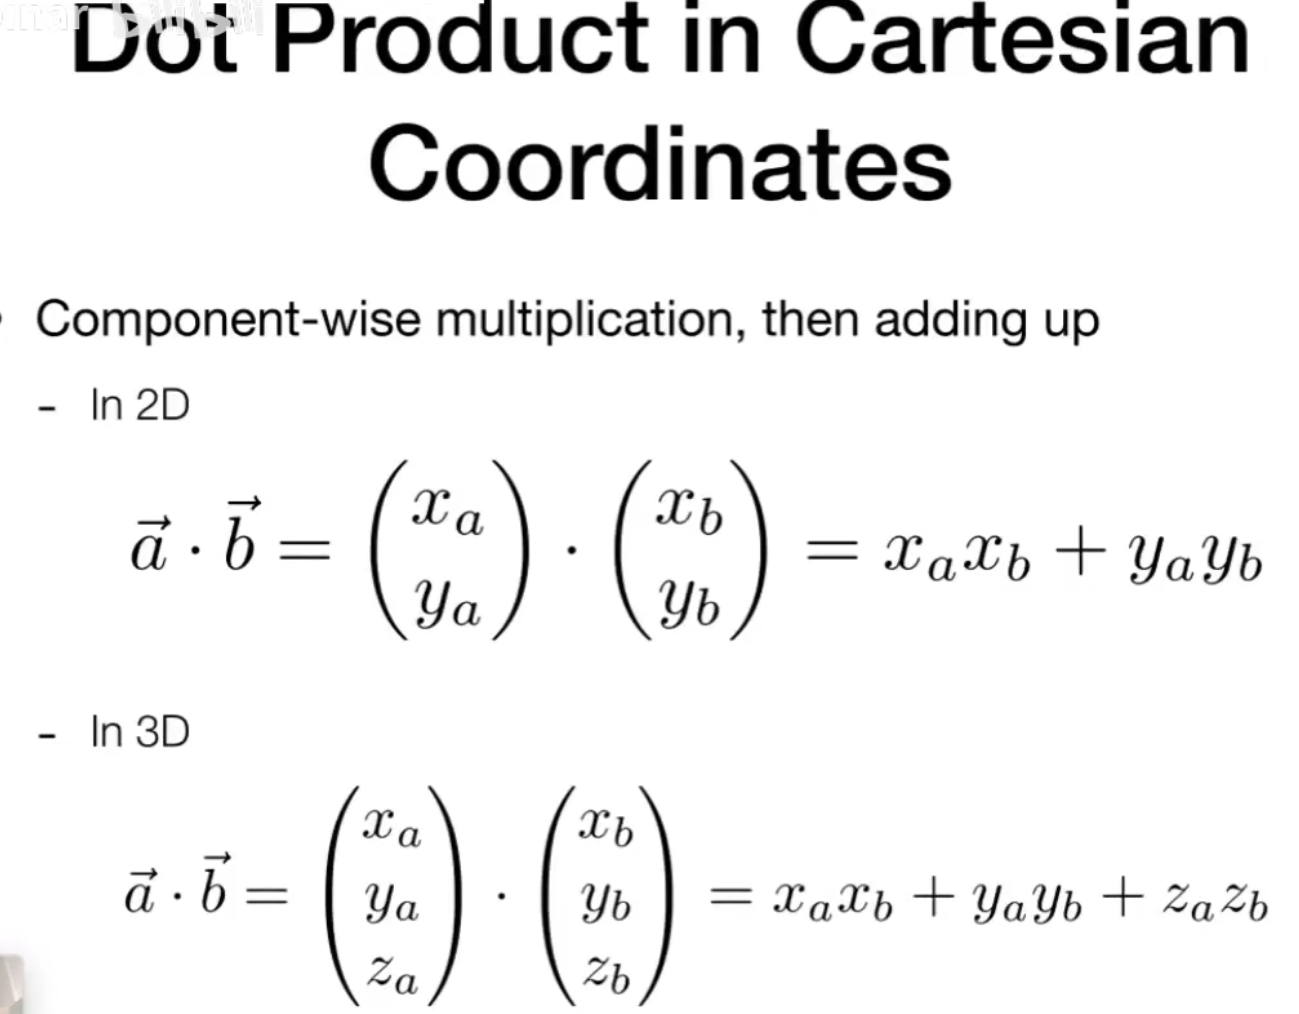 Dot Product in Cartesian
Coordinates
Component-wise multiplication, then adding up
- In 2D
$\vec{a} \cdot \vec{b} = \begin{pmatrix} x_a \\ y_a \end{pmatrix} \cdot \begin{pmatrix} x_b \\ y_b \end{pmatrix} = x_a x_b + y_a y_b$
- In 3D
$\vec{a} \cdot \vec{b} = \begin{pmatrix} x_a \\ y_a \\ z_a \end{pmatrix} \cdot \begin{pmatrix} x_b \\ y_b \\ z_b \end{pmatrix} = x_a x_b + y_a y_b + z_a z_b$